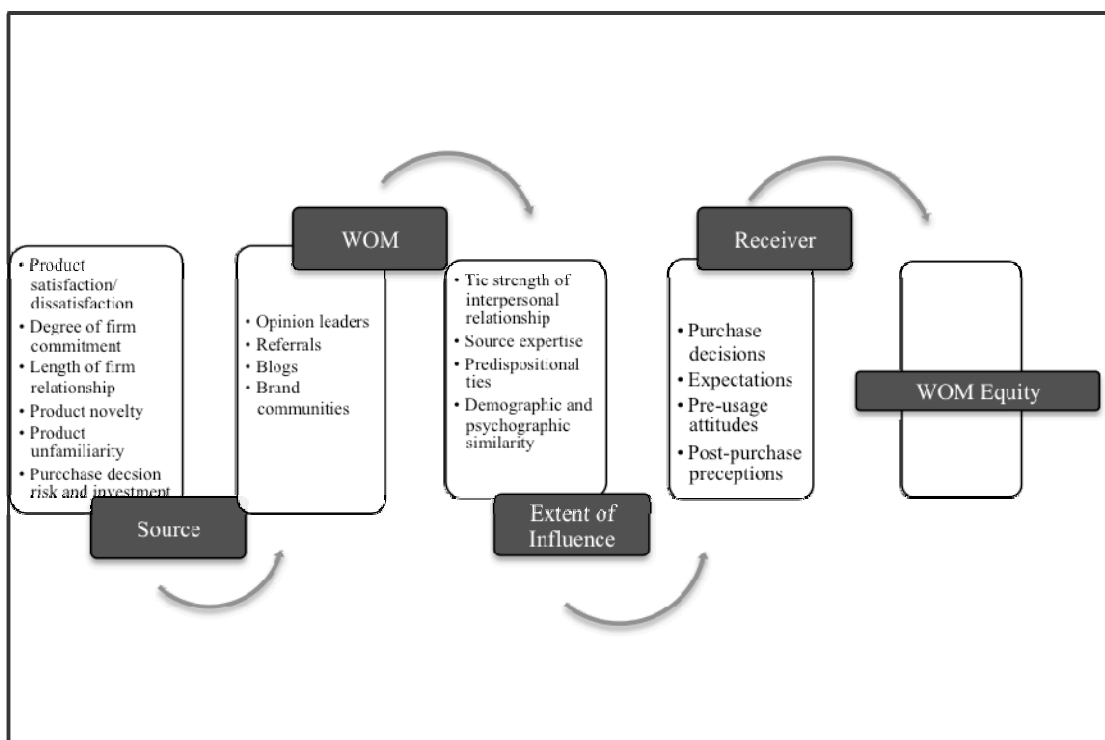 • Product
satisfaction/
dissatisfaction
• Degree of firm
commitment
• Length of firm
relationship
• Product novelty
• Product
unfamiliarity
• Purcchase decsion
risk and investment
Source
WOM
• Opinion leaders
• Referrals
• Blogs
• Brand
communities
• Tie strength of
interpersonal
relationship
• Source expertise
• Predispositional
ties
• Demographic and
psychographic
similarity
Extent of
Influence
Receiver
• Purchase
decisions
• Expectations
• Pre-usage
attitudes
• Post-purchase
preceptions
WOM Equity